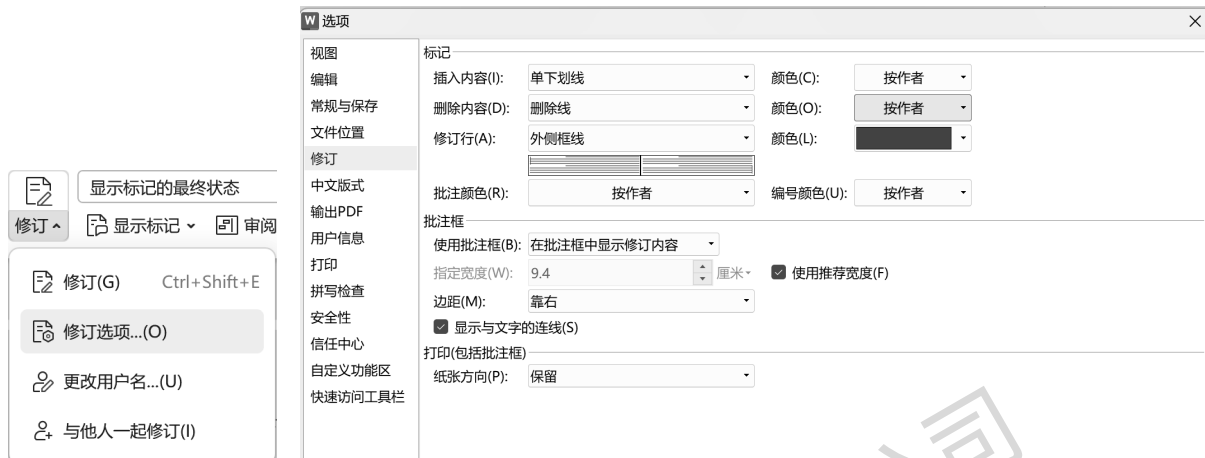 显示标记的最终状态
修订 显示标记 审阅
修订(G) Ctrl+Shift+E
修订选项...(O)
更改用户名...(U)
与他人一起修订(I)
W 选项
视图
编辑
常规与保存
文件位置
修订
中文版式
输出PDF
用户信息
打印
拼写检查
安全性
信任中心
自定义功能区
快速访问工具栏
标记
插入内容(I): 单下划线 颜色(C): 按作者
删除内容(D): 删除线 颜色(O): 按作者
修订行(A): 外侧框线 颜色(L):
批注颜色(R): 按作者 编号颜色(U): 按作者
批注框
使用批注框(B): 在批注框中显示修订内容
指定宽度(W): 9.4 厘米 使用推荐宽度(F)
边距(M): 靠右
显示与文字的连线(S)
打印(包括批注框)
纸张方向(P): 保留